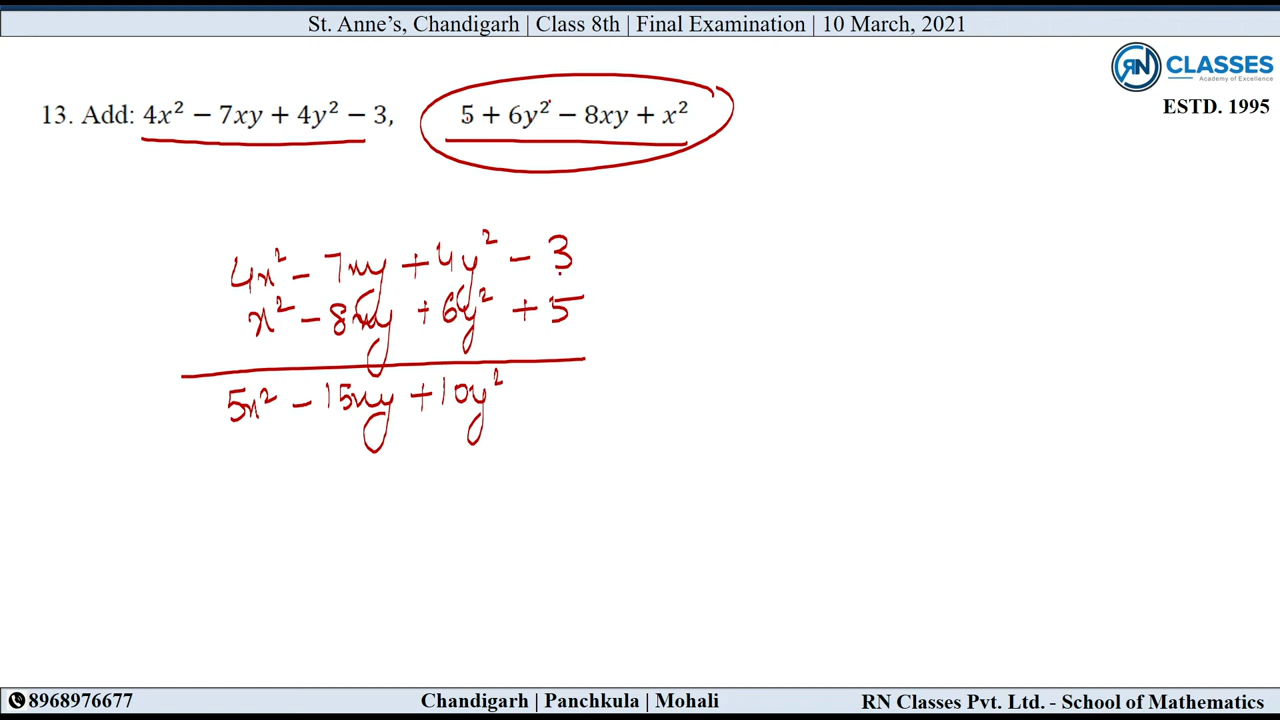 St. Anne's, Chandigarh | Class 8th | Final Examination | 10 March, 2021
RN CLASSES
Academy of Excellence
ESTD. 1995
13. Add: 4x² − 7xy + 4y² − 3, 5 + 6y² − 8xy + x²
4x² − 7xy + 4y² − 3
x² − 8xy + 6y² + 5
5x² − 15xy + 10y²
8968976677
Chandigarh | Panchkula | Mohali
RN Classes Pvt. Ltd. - School of Mathematics